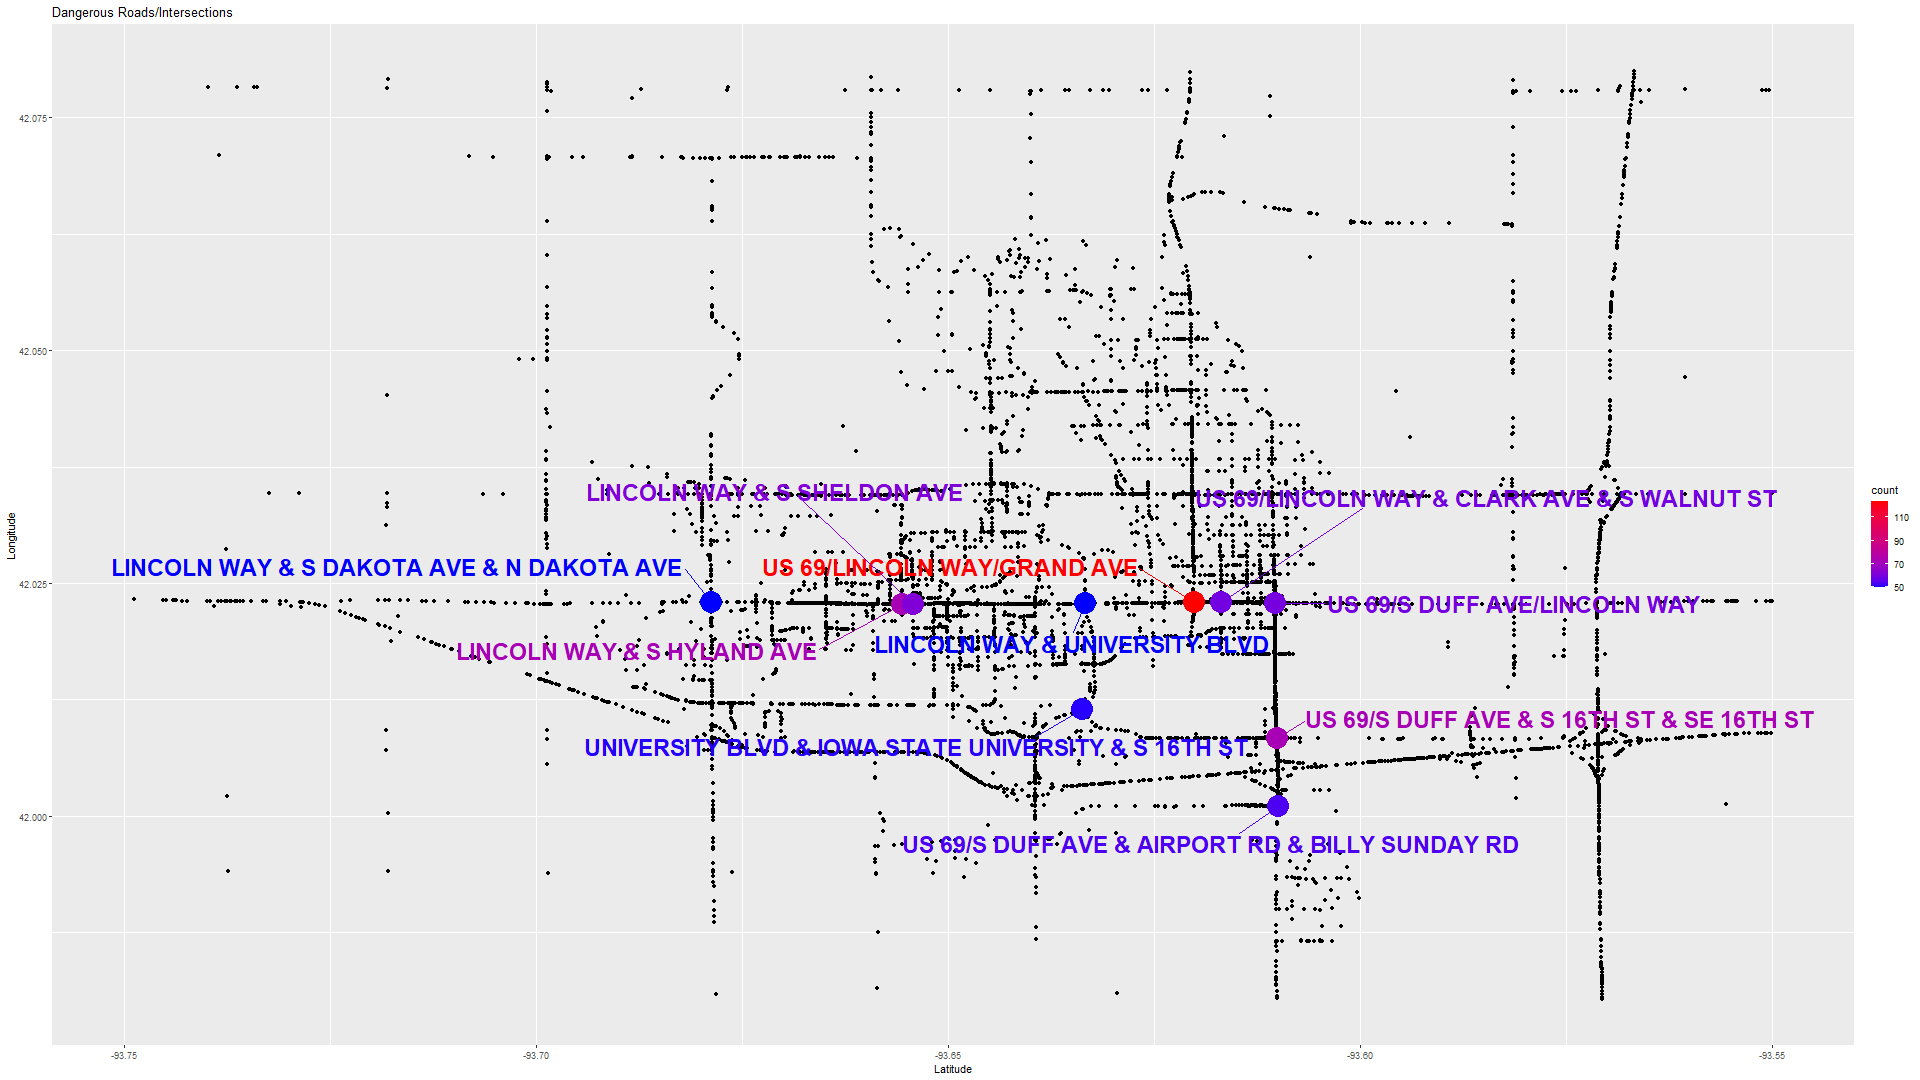 Dangerous Roads/Intersections
42.075
42.050
42.025
42.000
Longitude
LINCOLN WAY & S SHELDON AVE
US 69/LINCOLN WAY & CLARK AVE & S WALNUT ST
LINCOLN WAY & S DAKOTA AVE & N DAKOTA AVE
US 69/LINCOLN WAY/GRAND AVE
US 69/S DUFF AVE/LINCOLN WAY
LINCOLN WAY & UNIVERSITY BLVD
LINCOLN WAY & S HYLAND AVE
US 69/S DUFF AVE & S 16TH ST & SE 16TH ST
UNIVERSITY BLVD & IOWA STATE UNIVERSITY & S 16TH ST
US 69/S DUFF AVE & AIRPORT RD & BILLY SUNDAY RD
count
110
90
70
50
-93.75
-93.70
-93.65
-93.60
-93.55
Latitude